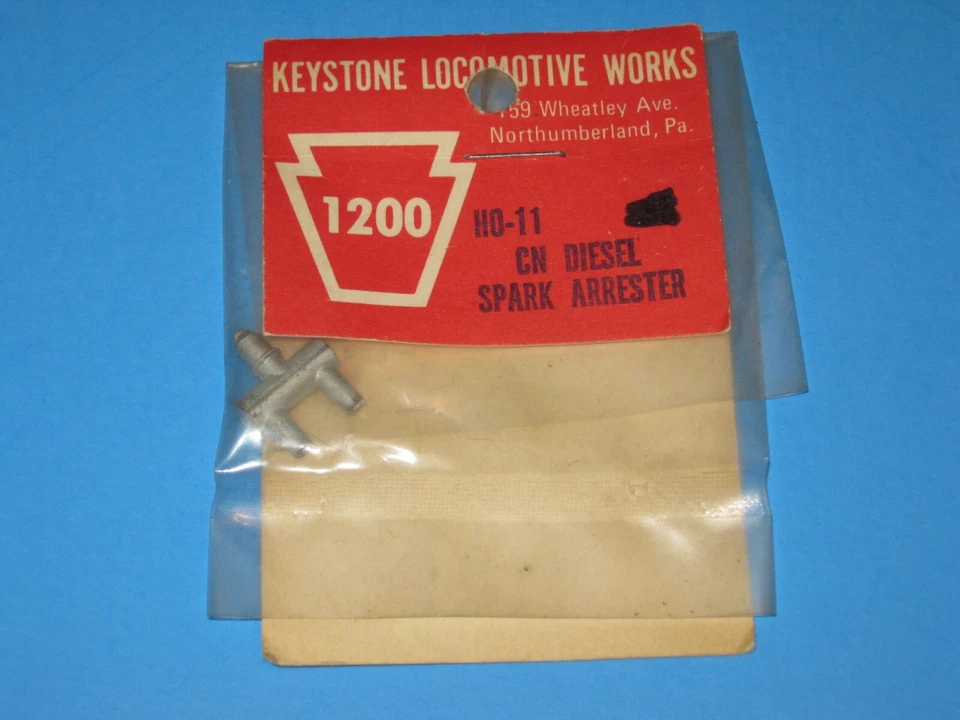 KEYSTONE LOCOMOTIVE WORKS
159 Wheatley Ave.
Northumberland, Pa.
1200
HO-11
CN DIESEL
SPARK ARRESTER